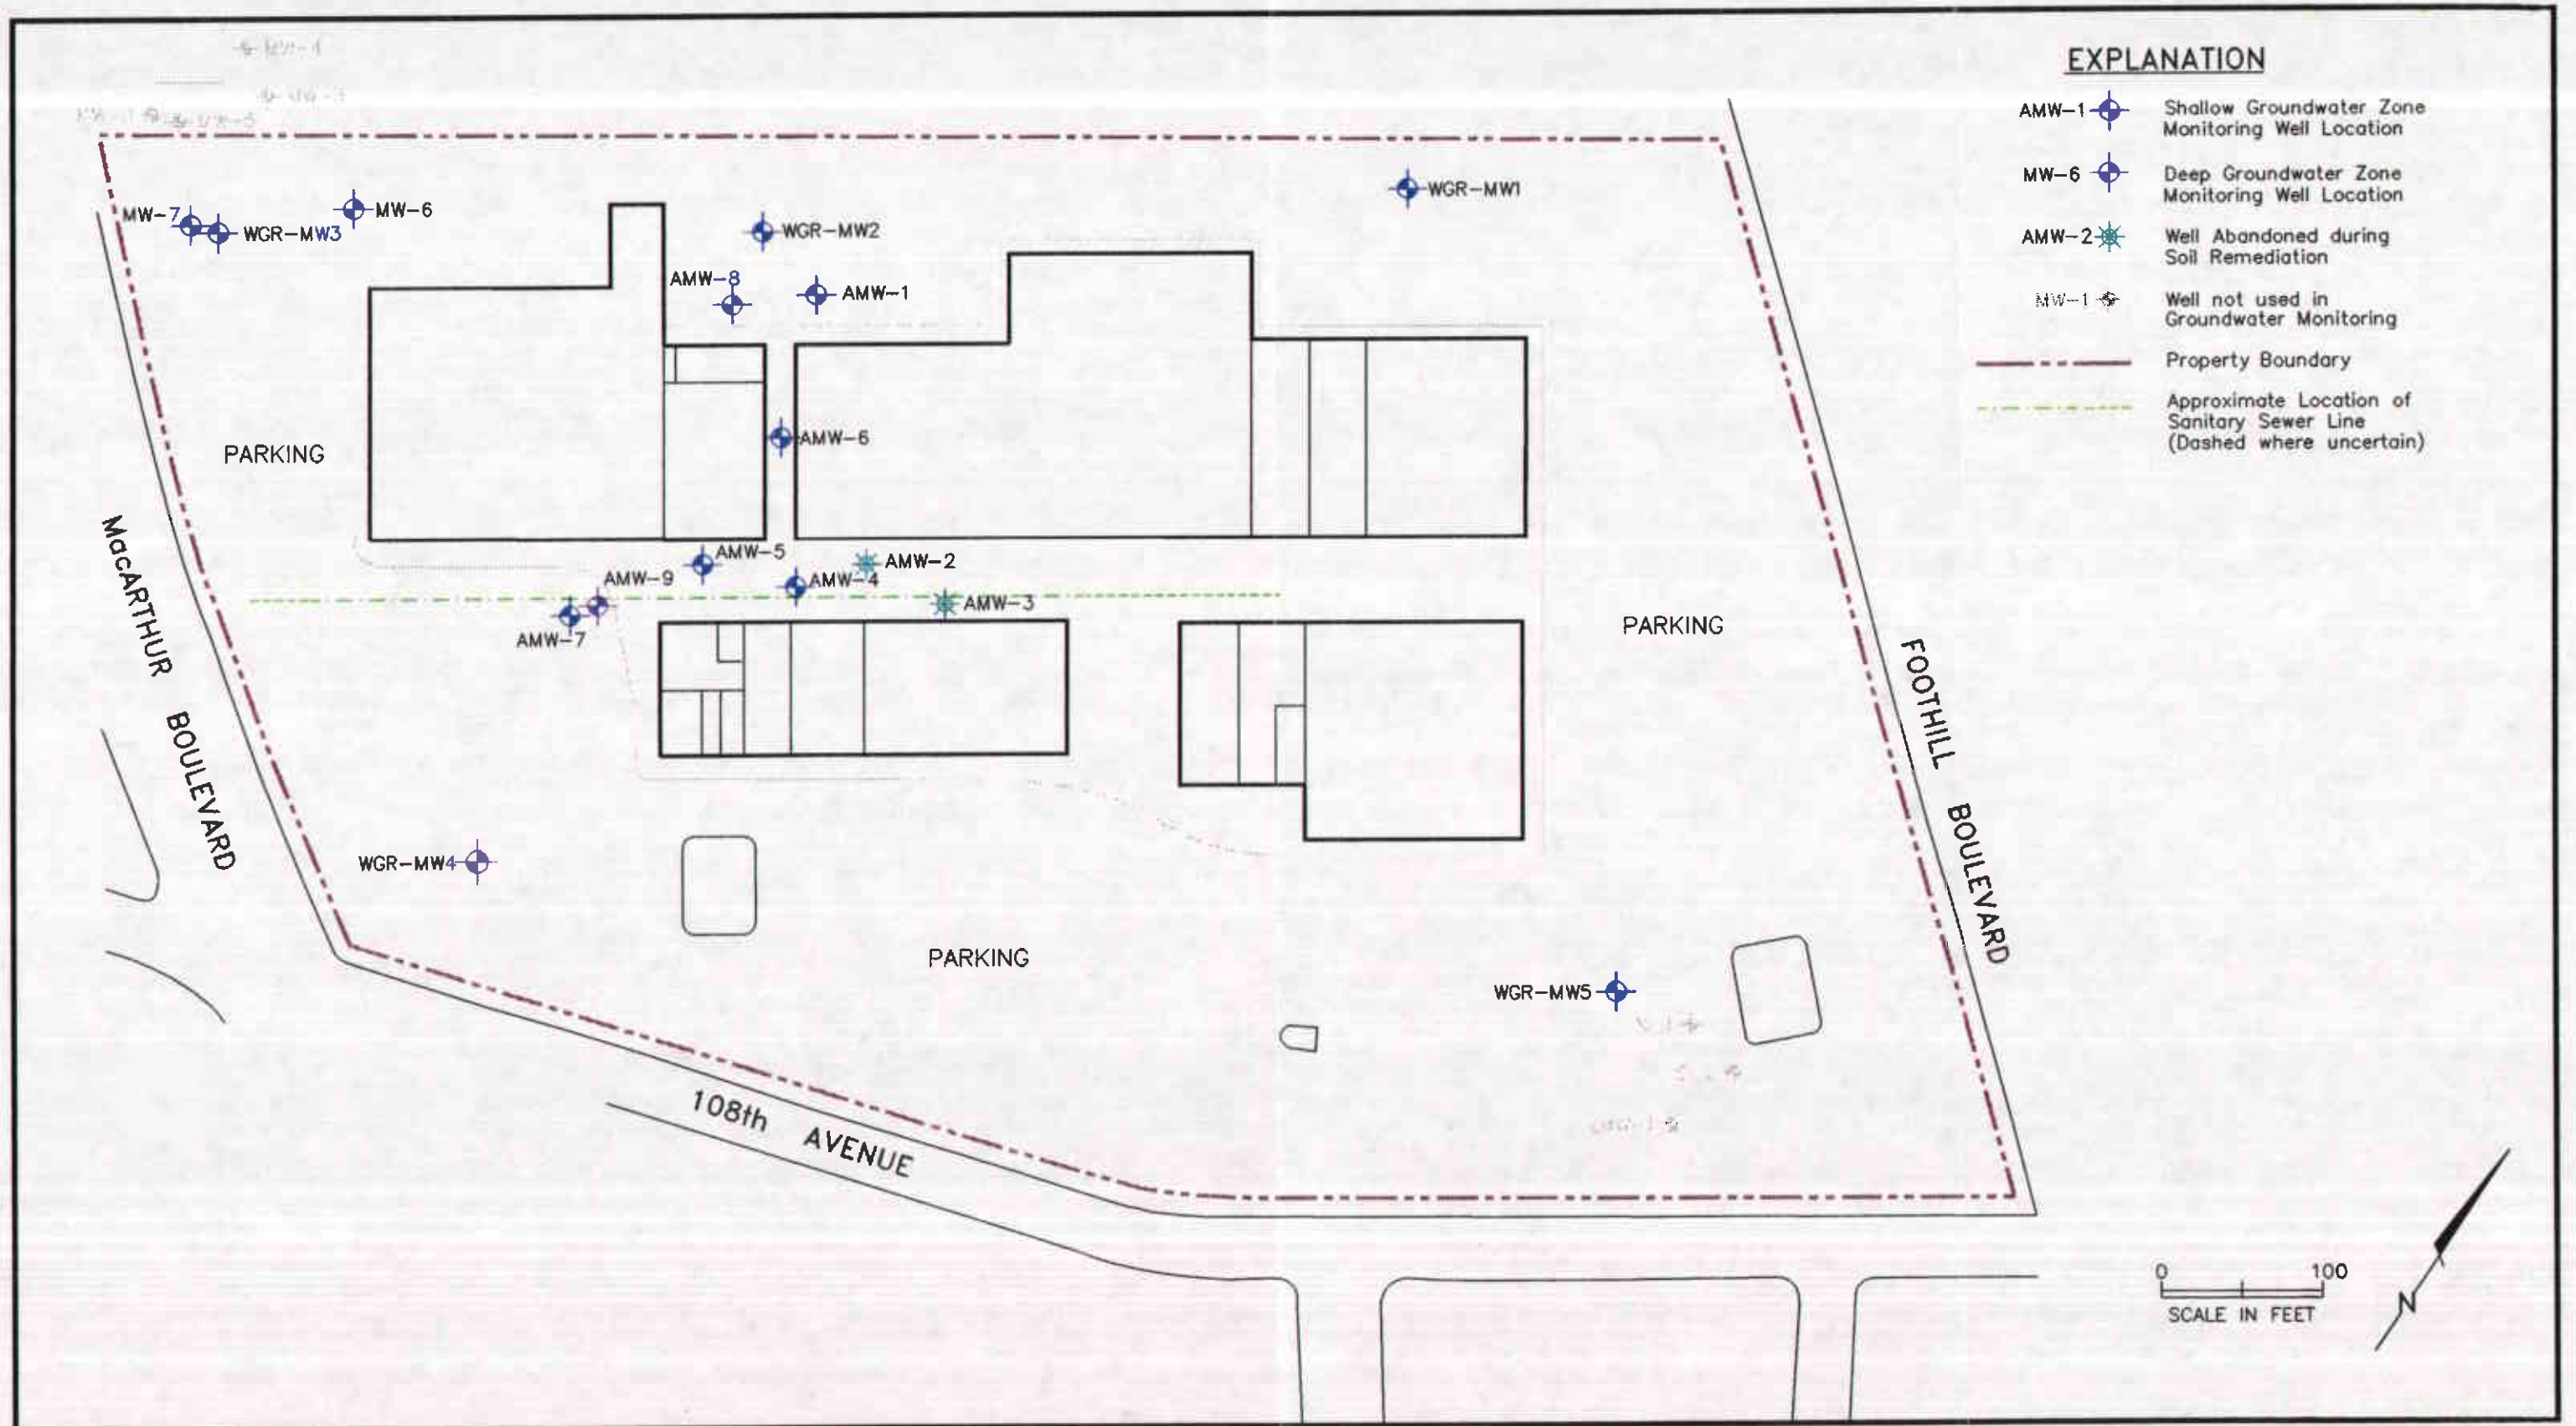 EXPLANATION
AMW-1
Shallow Groundwater Zone
Monitoring Well Location
MW-6
Deep Groundwater Zone
Monitoring Well Location
AMW-2
Well Abandoned during
Soil Remediation
MW-1
Well not used in
Groundwater Monitoring
Property Boundary
Approximate Location of
Sanitary Sewer Line
(Dashed where uncertain)
WGR-MW1
MW-7
WGR-MW3
MW-6
WGR-MW2
AMW-8
AMW-1
AMW-6
PARKING
MacARTHUR BOULEVARD
AMW-5
AMW-2
AMW-9
AMW-4
AMW-3
AMW-7
PARKING
FOOTHILL BOULEVARD
WGR-MW4
PARKING
WGR-MW5
108th AVENUE
0 100
SCALE IN FEET
N